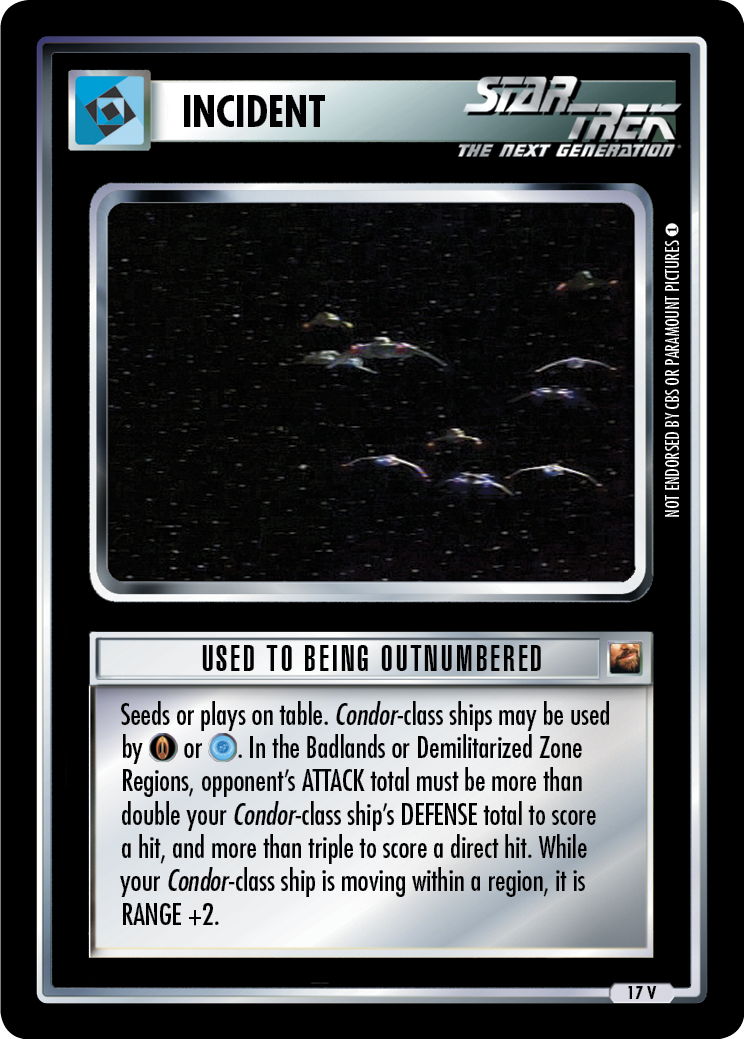 INCIDENT
STAR TREK
THE NEXT GENERATION
NOT ENDORSED BY CBS OR PARAMOUNT PICTURES 1
USED TO BEING OUTNUMBERED
Seeds or plays on table. Condor-class ships may be used
by or . In the Badlands or Demilitarized Zone
Regions, opponent's ATTACK total must be more than
double your Condor-class ship's DEFENSE total to score
a hit, and more than triple to score a direct hit. While
your Condor-class ship is moving within a region, it is
RANGE +2.
17 V